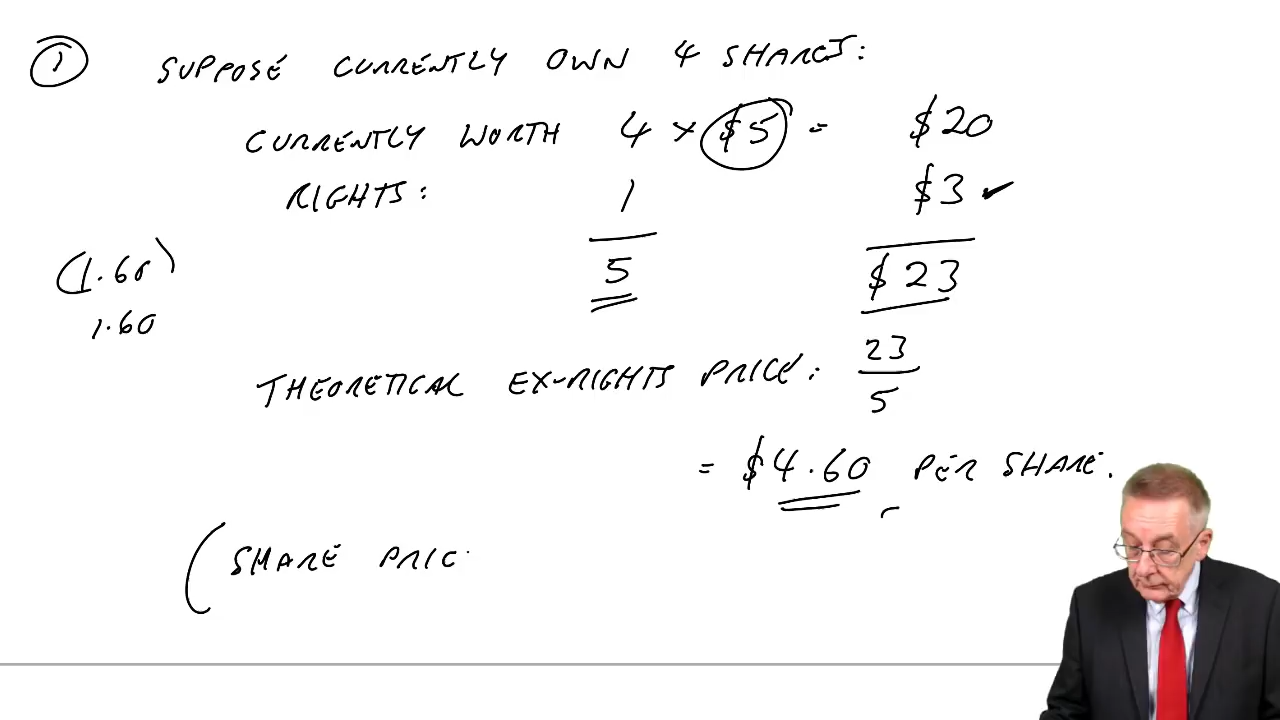 ① SUPPOSE CURRENTLY OWN 4 SHARES:
CURRENTLY WORTH 4 × $5 = $20
RIGHTS: 1 $3 ✓
5 $23
(1.60)
1.60
THEORETICAL EX-RIGHTS PRICE: 23
5
= $4.60 PER SHARE.
(SHARE PRIC